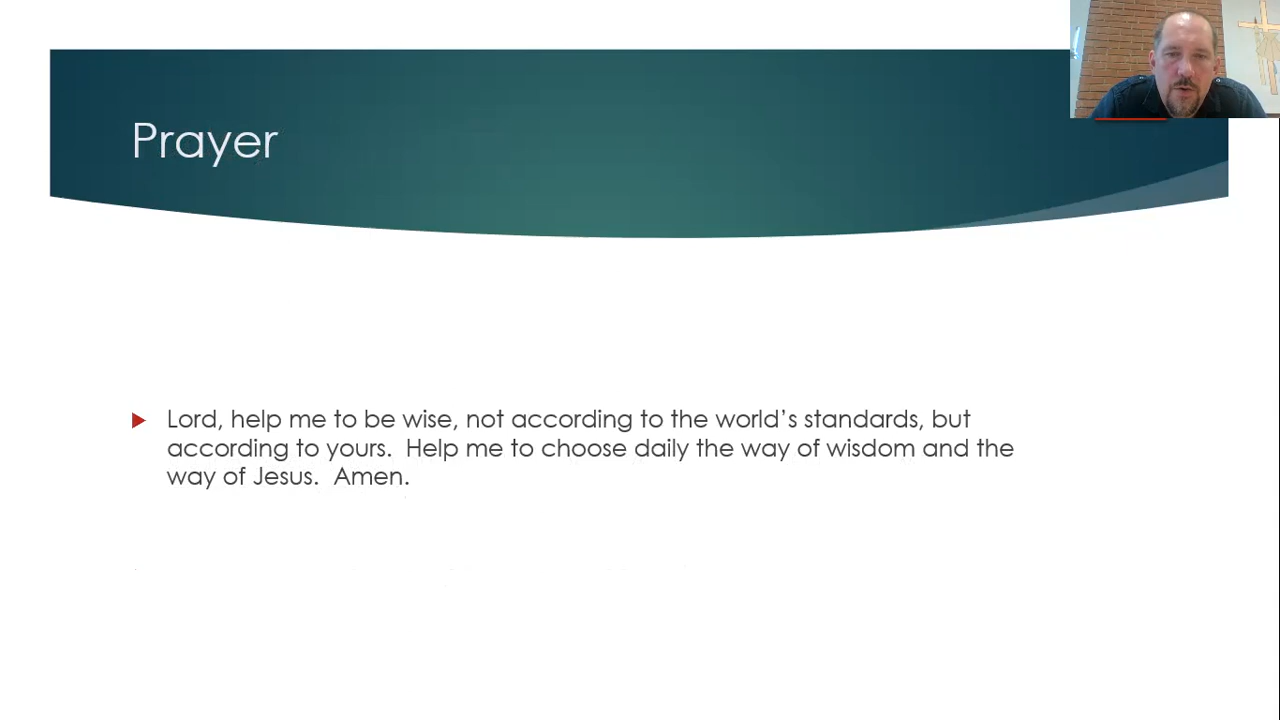 Prayer
Lord, help me to be wise, not according to the world’s standards, but
according to yours.  Help me to choose daily the way of wisdom and the
way of Jesus.  Amen.